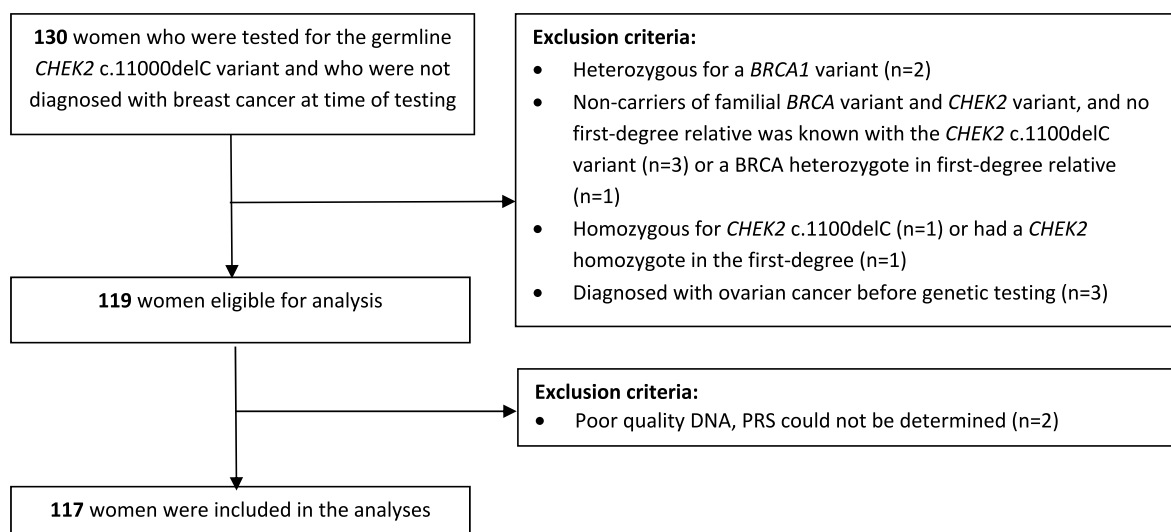 130 women who were tested for the germline
CHEK2 c.11000delC variant and who were not
diagnosed with breast cancer at time of testing
Exclusion criteria:
• Heterozygous for a BRCA1 variant (n=2)
• Non-carriers of familial BRCA variant and CHEK2 variant, and no
first-degree relative was known with the CHEK2 c.1100delC
variant (n=3) or a BRCA heterozygote in first-degree relative
(n=1)
• Homozygous for CHEK2 c.1100delC (n=1) or had a CHEK2
homozygote in the first-degree (n=1)
• Diagnosed with ovarian cancer before genetic testing (n=3)
119 women eligible for analysis
Exclusion criteria:
• Poor quality DNA, PRS could not be determined (n=2)
117 women were included in the analyses